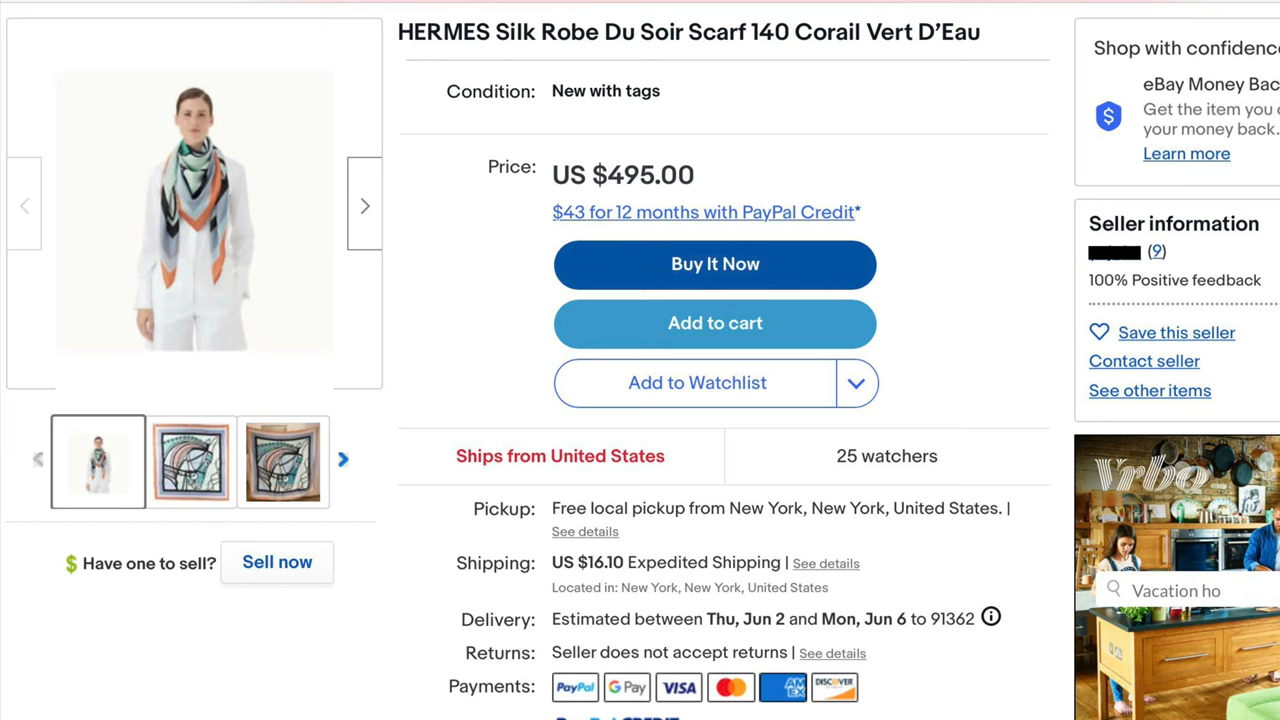 HERMES Silk Robe Du Soir Scarf 140 Corail Vert D’Eau
Condition: New with tags
Price: US $495.00
$43 for 12 months with PayPal Credit*
Buy It Now
Add to cart
Add to Watchlist
Ships from United States
25 watchers
Pickup: Free local pickup from New York, New York, United States. |
See details
Shipping: US $16.10 Expedited Shipping | See details
Located in: New York, New York, United States
Delivery: Estimated between Thu, Jun 2 and Mon, Jun 6 to 91362
Returns: Seller does not accept returns | See details
Payments: PayPal G Pay VISA AM EX DISCOVER
PayPal CREDIT
$ Have one to sell? Sell now
Shop with confidence
eBay Money Bac
Get the item you o
your money back.
Learn more
Seller information
(9)
100% Positive feedback
Save this seller
Contact seller
See other items
Vrbo
Vacation ho